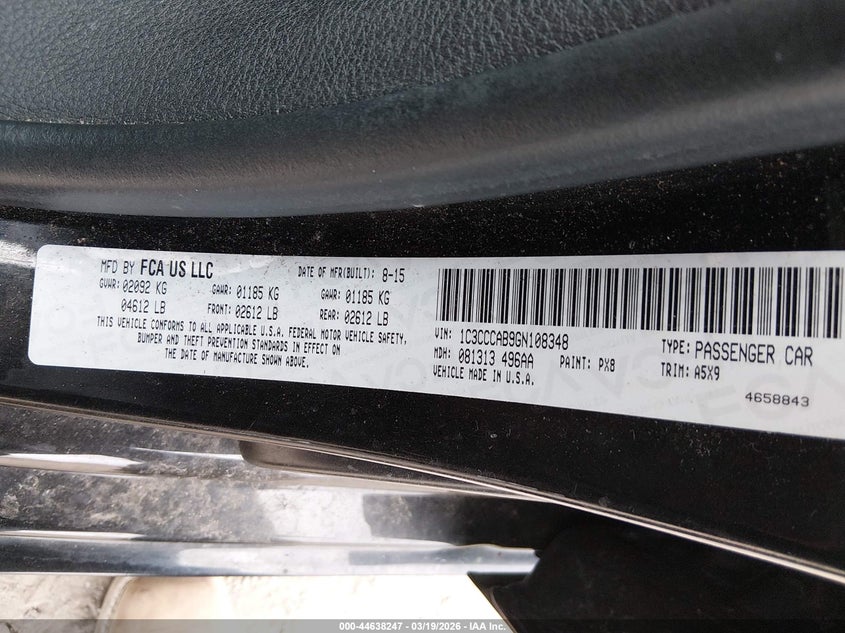 MFD BY FCA US LLC
DATE OF MFR(BUILT): 8-15
GVWR: 02092 KG
GAWR: 01185 KG
GAWR: 01185 KG
04612 LB
FRONT: 02612 LB
REAR: 02612 LB
THIS VEHICLE CONFORMS TO ALL APPLICABLE U.S.A. FEDERAL MOTOR VEHICLE SAFETY,
BUMPER AND THEFT PREVENTION STANDARDS IN EFFECT ON
THE DATE OF MANUFACTURE SHOWN ABOVE.
VIN: 1C3CCCAB9GN108348
TYPE: PASSENGER CAR
MDH: 081313 496AA
PAINT: PX8
TRIM: A5X9
VEHICLE MADE IN U.S.A.
4658843
000-44638247 - 03/19/2026 - IAA Inc.